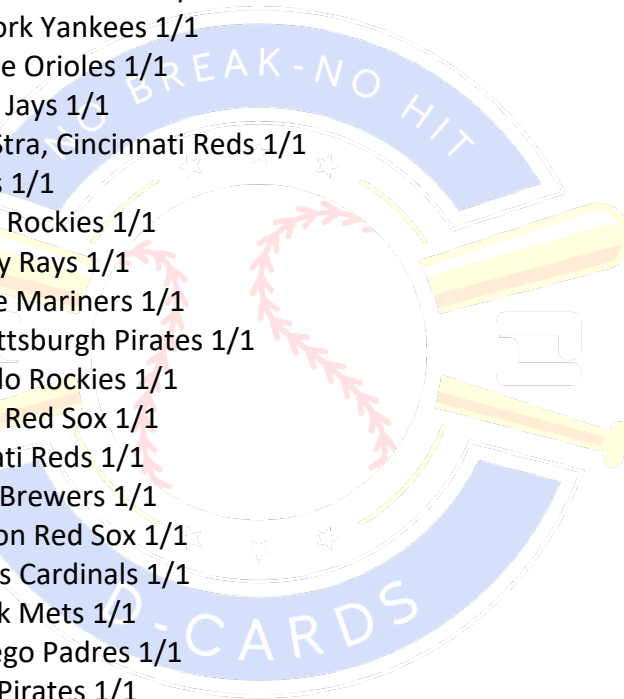 ork Yankees 1/1
e Orioles 1/1
Jays 1/1
Stra, Cincinnati Reds 1/1
s 1/1
Rockies 1/1
y Rays 1/1
e Mariners 1/1
ttsburgh Pirates 1/1
do Rockies 1/1
Red Sox 1/1
ati Reds 1/1
Brewers 1/1
on Red Sox 1/1
s Cardinals 1/1
k Mets 1/1
ego Padres 1/1
Pirates 1/1
NO BREAK-NO HIT
D-CARDS